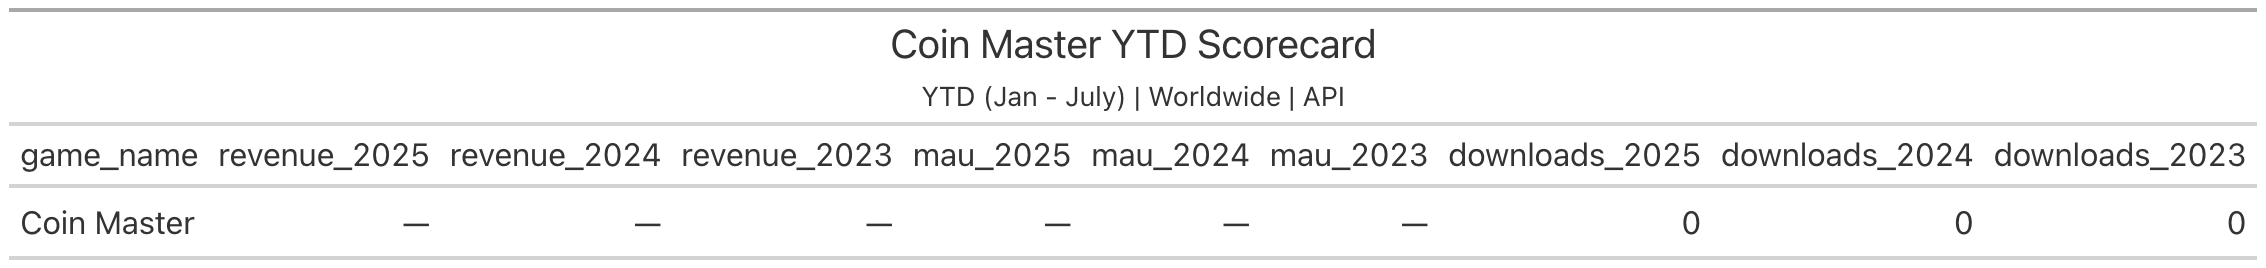 Coin Master YTD Scorecard
YTD (Jan - July) | Worldwide | API
game_name revenue_2025 revenue_2024 revenue_2023 mau_2025 mau_2024 mau_2023 downloads_2025 downloads_2024 downloads_2023
Coin Master — — — — — — 0 0 0